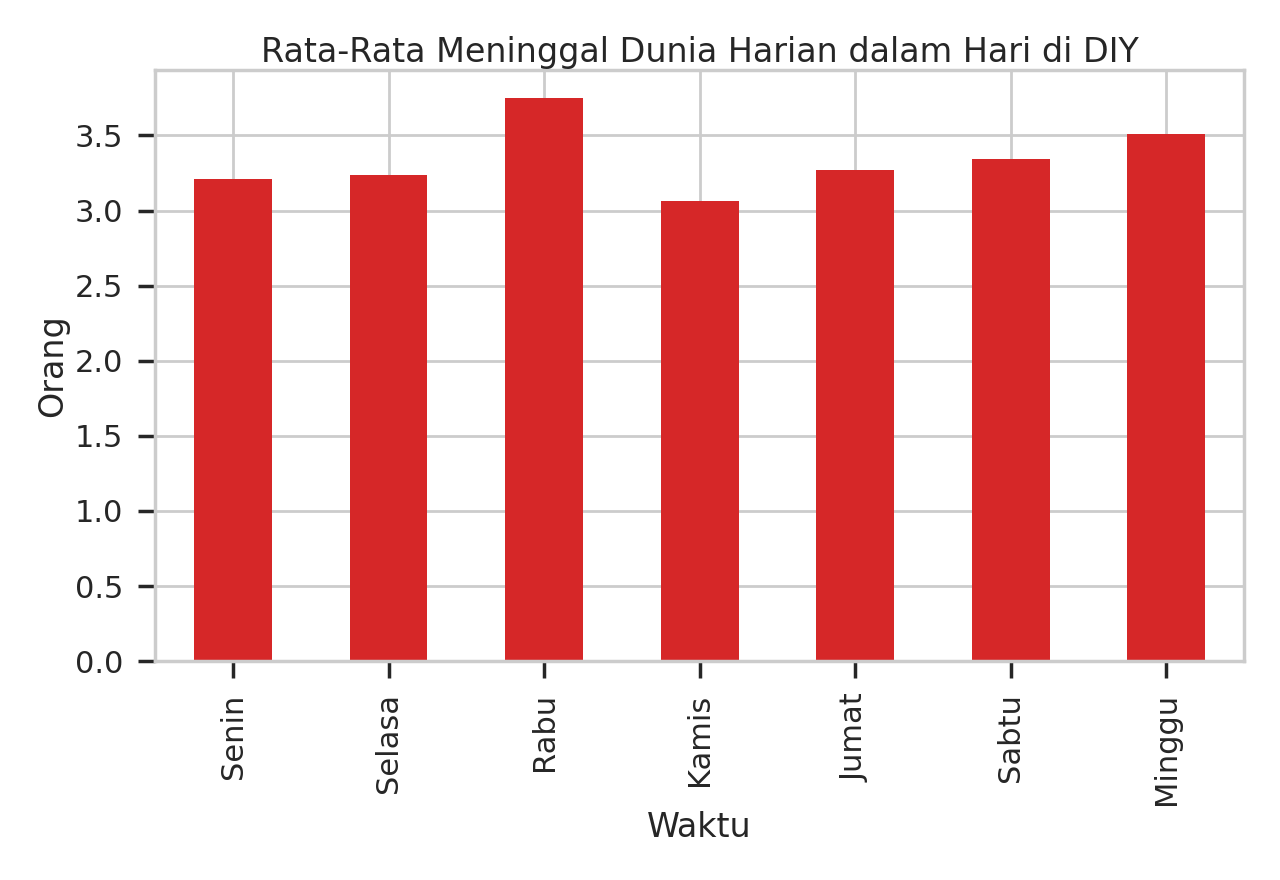 Rata-Rata Meninggal Dunia Harian dalam Hari di DIY
3.5
3.0
2.5
2.0
1.5
1.0
0.5
0.0
Orang
Senin
Selasa
Rabu
Kamis
Jumat
Sabtu
Minggu
Waktu